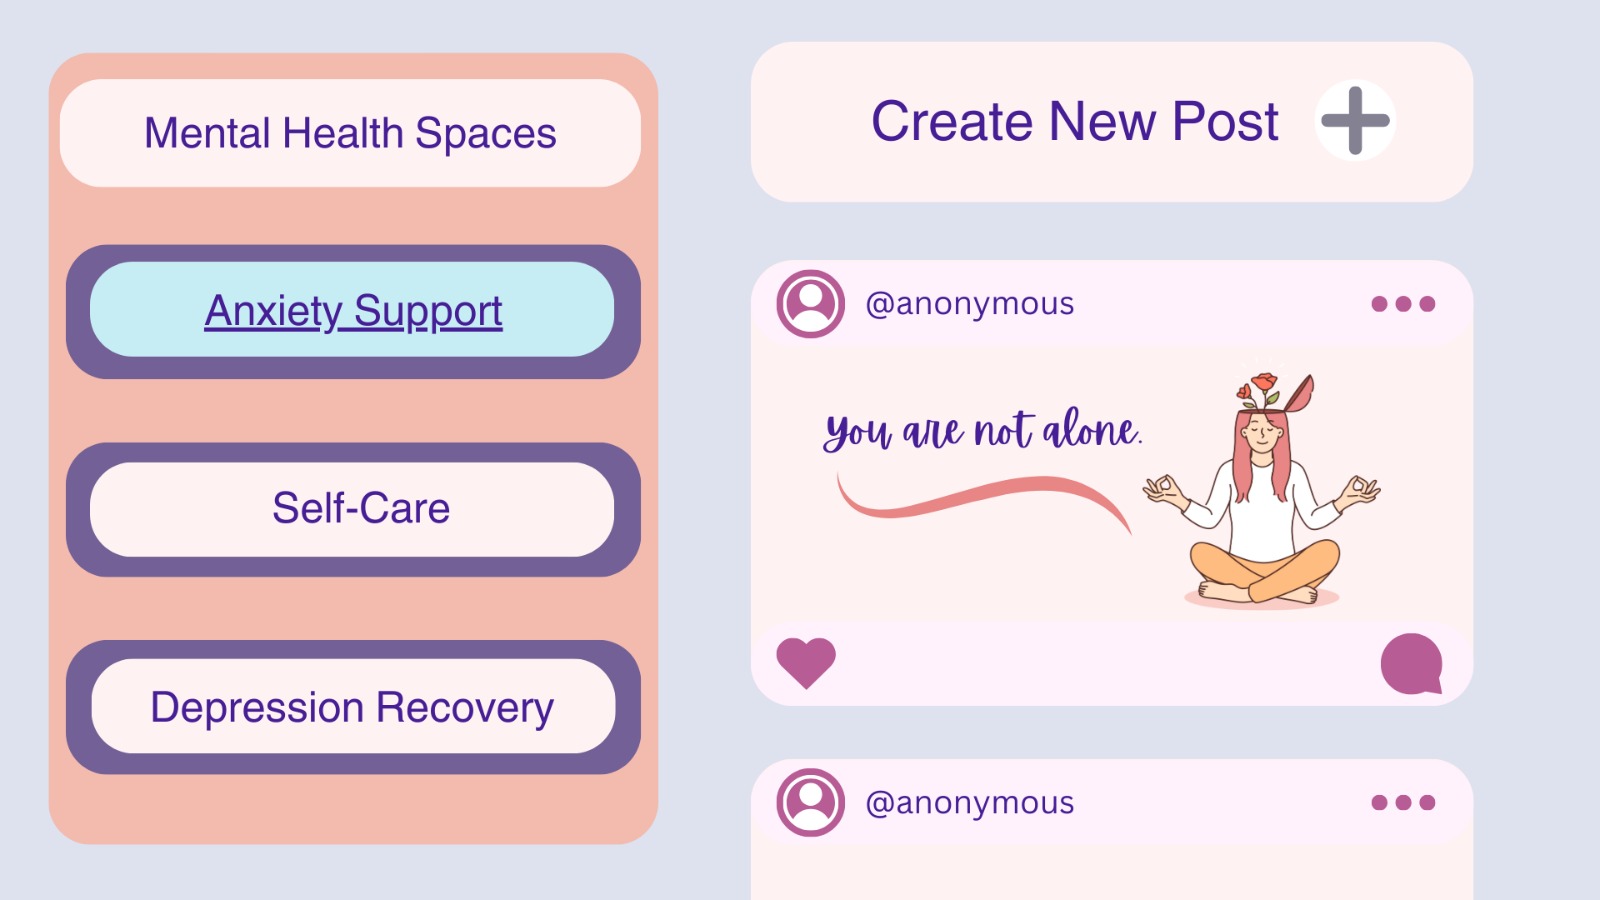 Mental Health Spaces
Anxiety Support
Self-Care
Depression Recovery
Create New Post
@anonymous
You are not alone.
@anonymous